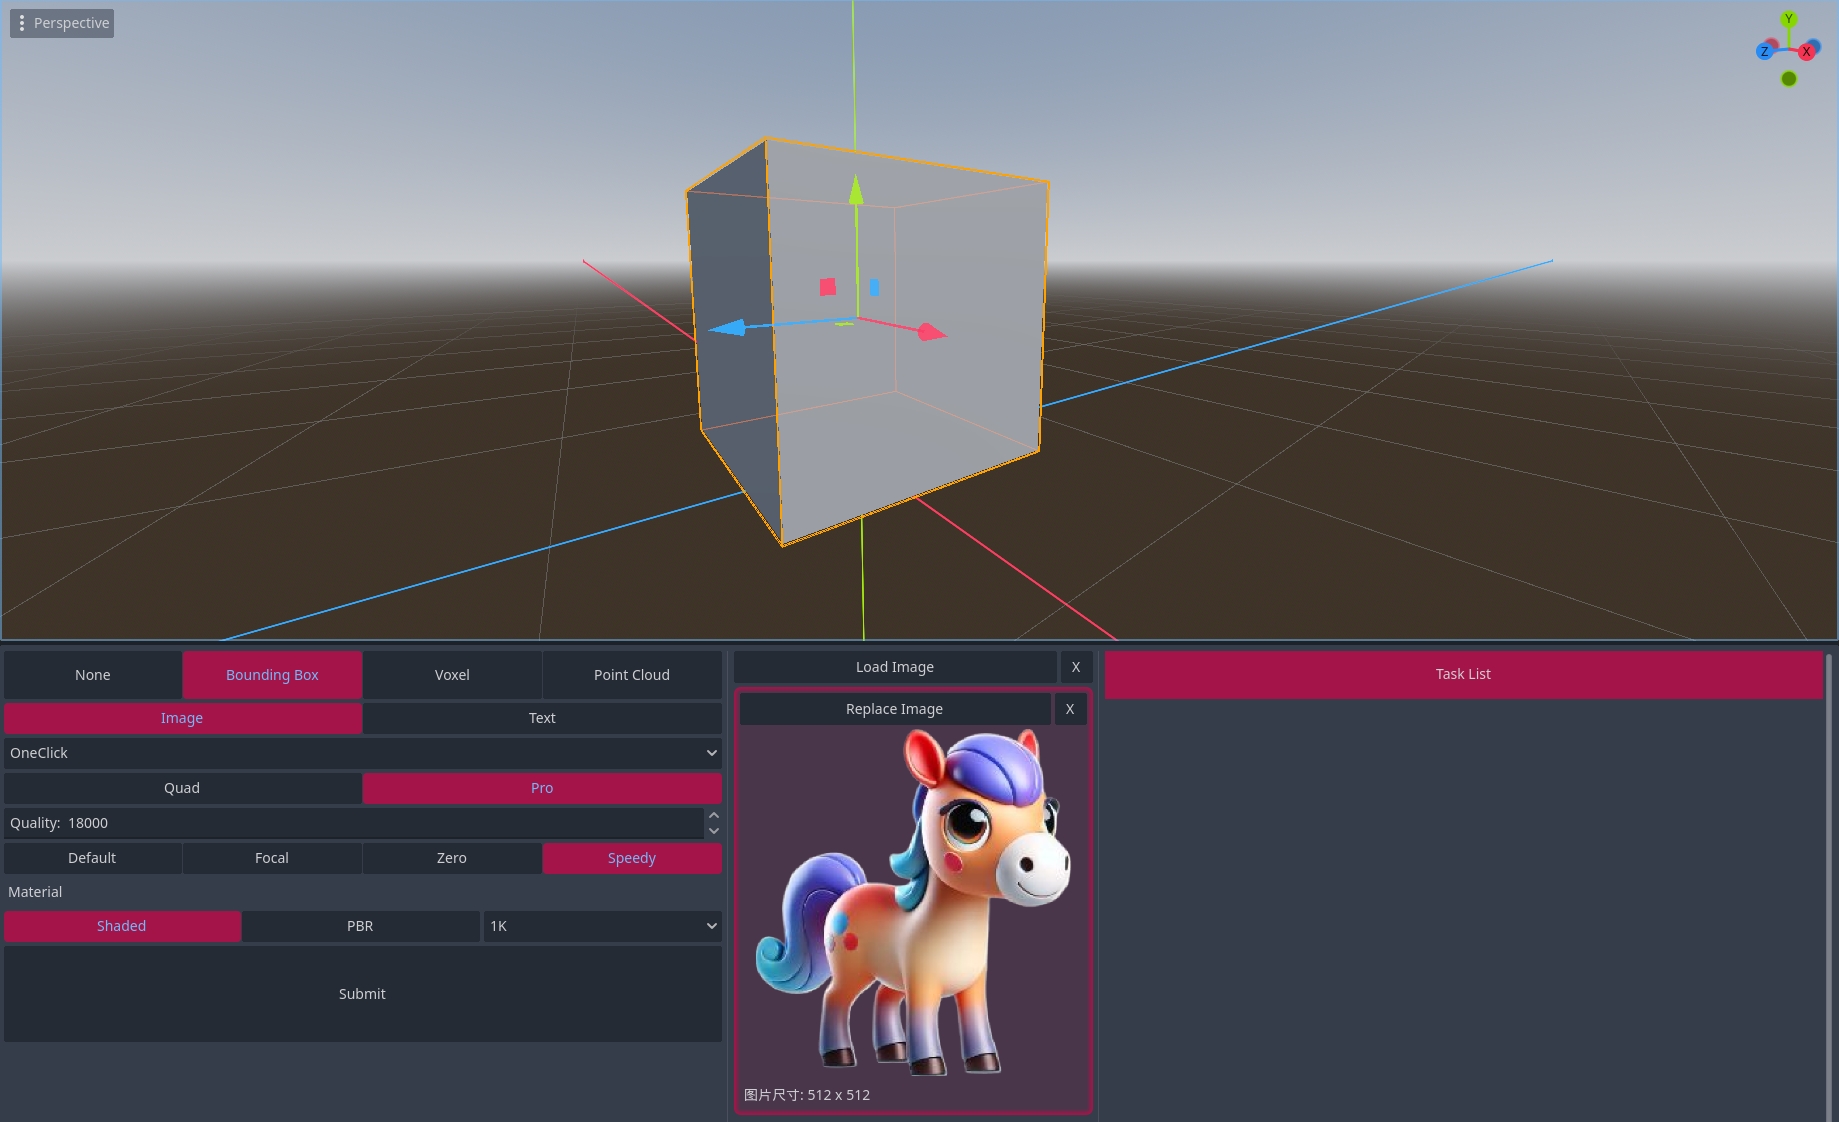 Perspective
Y
Z
X
None
Bounding Box
Voxel
Point Cloud
Image
Text
OneClick
Quad
Pro
Quality: 18000
Default
Focal
Zero
Speedy
Material
Shaded
PBR
1K
Submit
Load Image
X
Replace Image
X
图片尺寸: 512 x 512
Task List